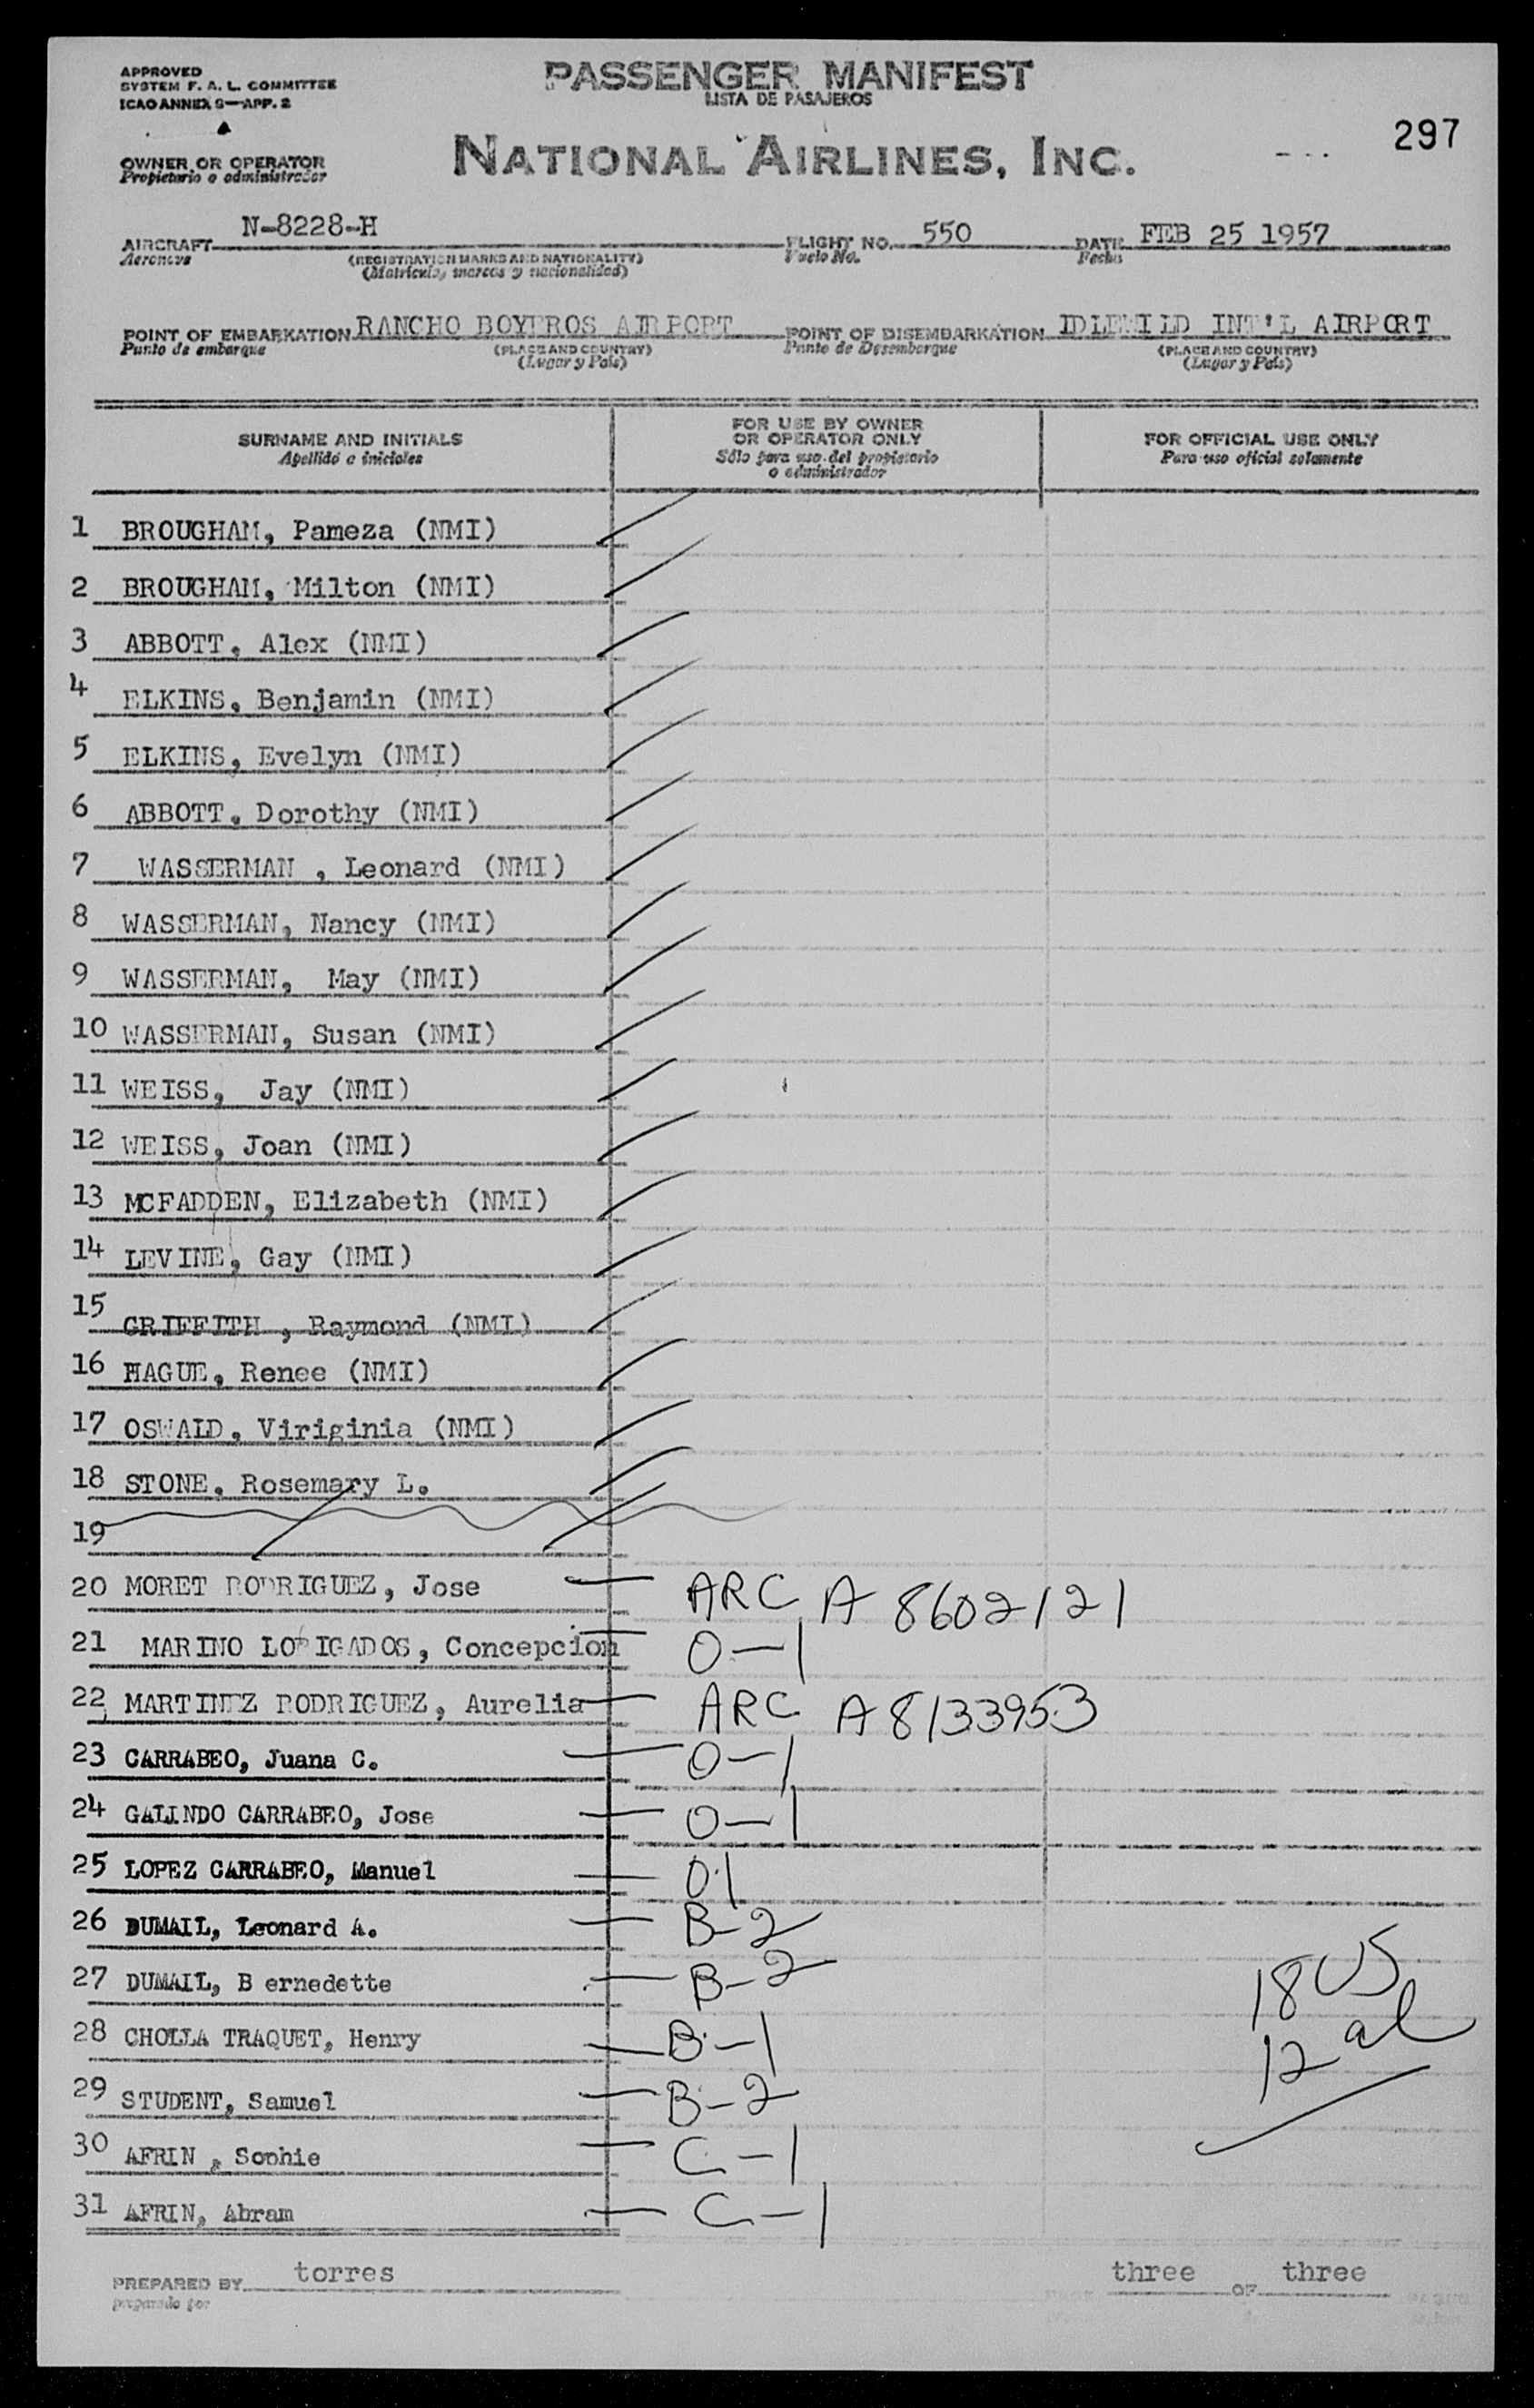 APPROVED
SYSTEM F. A. L. COMMITTEE
ICAO ANNEX 9—APP. 2
PASSENGER MANIFEST
LISTA DE PASAJEROS
297
OWNER OR OPERATOR
Propietario o administrador
NATIONAL AIRLINES, INC.
AIRCRAFT N-8228-H FLIGHT NO. 550 DATE FEB 25 1957
Aeronave (REGISTRATION MARKS AND NATIONALITY) Vuelo No. Fecha
(Matricula, marcas y nacionalidad)
POINT OF EMBARKATION RANCHO BOYEROS AIRPORT POINT OF DISEMBARKATION IDLEWILD INT'L AIRPORT
Punto de embarque (PLACE AND COUNTRY) Punto de Desembarque (PLACE AND COUNTRY)
(Lugar y País) (Lugar y País)
SURNAME AND INITIALS
Apellido e iniciales
FOR USE BY OWNER
OR OPERATOR ONLY
Sólo para uso del propietario
o administrador
FOR OFFICIAL USE ONLY
Para uso oficial solamente
1 BROUGHAM, Pameza (NMI)
2 BROUGHAM, Milton (NMI)
3 ABBOTT, Alex (NMI)
4 ELKINS, Benjamin (NMI)
5 ELKINS, Evelyn (NMI)
6 ABBOTT, Dorothy (NMI)
7 WASSERMAN , Leonard (NMI)
8 WASSERMAN, Nancy (NMI)
9 WASSERMAN, May (NMI)
10 WASSERMAN, Susan (NMI)
11 WEISS, Jay (NMI)
12 WEISS, Joan (NMI)
13 MCFADDEN, Elizabeth (NMI)
14 LEVINE, Gay (NMI)
15 GRIFFITH , Raymond (NMI)
16 HAGUE, Renee (NMI)
17 OSWALD, Viriginia (NMI)
18 STONE, Rosemary L.
19
20 MORET RODRIGUEZ, Jose ARC A 8602121
21 MARINO LORIGADOS, Concepcion O-1
22 MARTINEZ RODRIGUEZ, Aurelia ARC A 8133953
23 CARRABEO, Juana C. O-1
24 GALINDO CARRABEO, Jose O-1
25 LOPEZ CARRABEO, Manuel O-1
26 DUMAIL, Leonard A. B-2
27 DUMAIL, B ernedette B-2
28 CHOLLA TRAQUET, Henry B-1
29 STUDENT, Samuel B-2
30 AFRIN , Sophie C-1
31 AFRIN, Abram C-1
18 US
12 al
PREPARED BY torres three OF three
preparado por